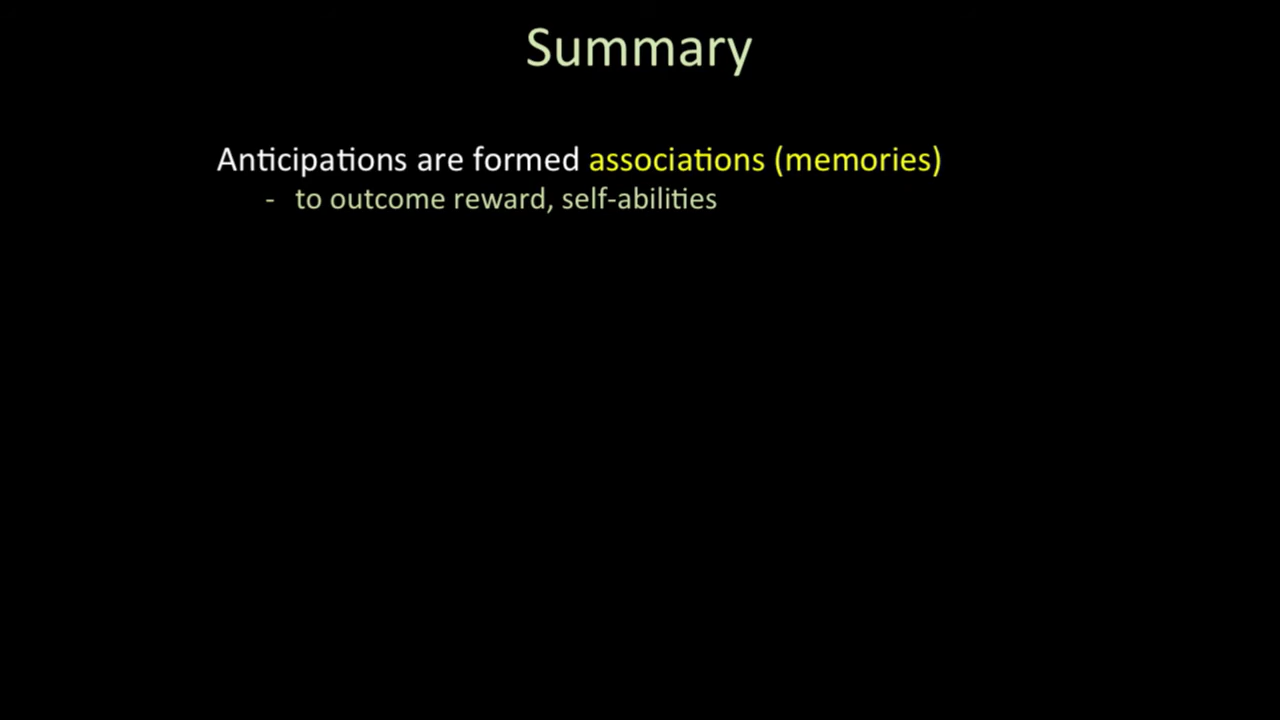 Summary
Anticipations are formed associations (memories)
- to outcome reward, self-abilities